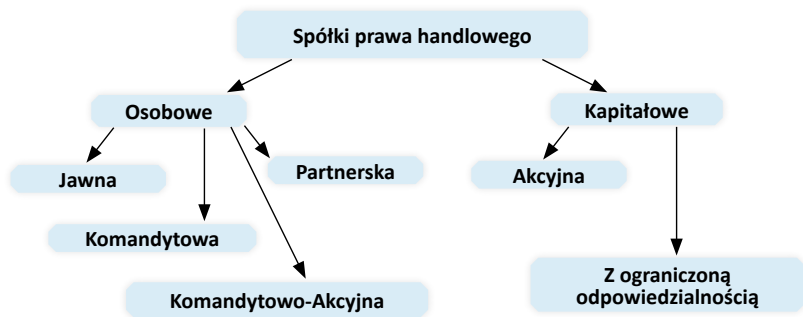 Spółki prawa handlowego
Osobowe
Kapitałowe
Jawna
Partnerska
Akcyjna
Komandytowa
Komandytowo-Akcyjna
Z ograniczoną
odpowiedzialnością